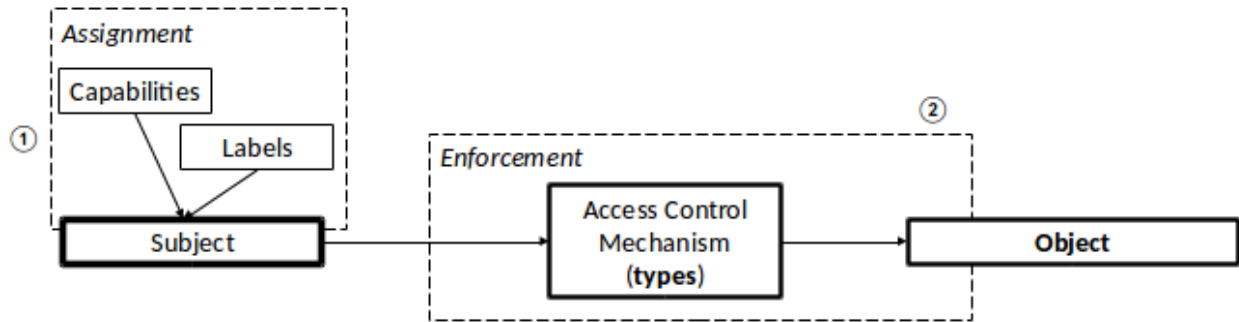 Assignment
Capabilities
①
Labels
Subject
②
Enforcement
Access Control
Mechanism
(types)
Object